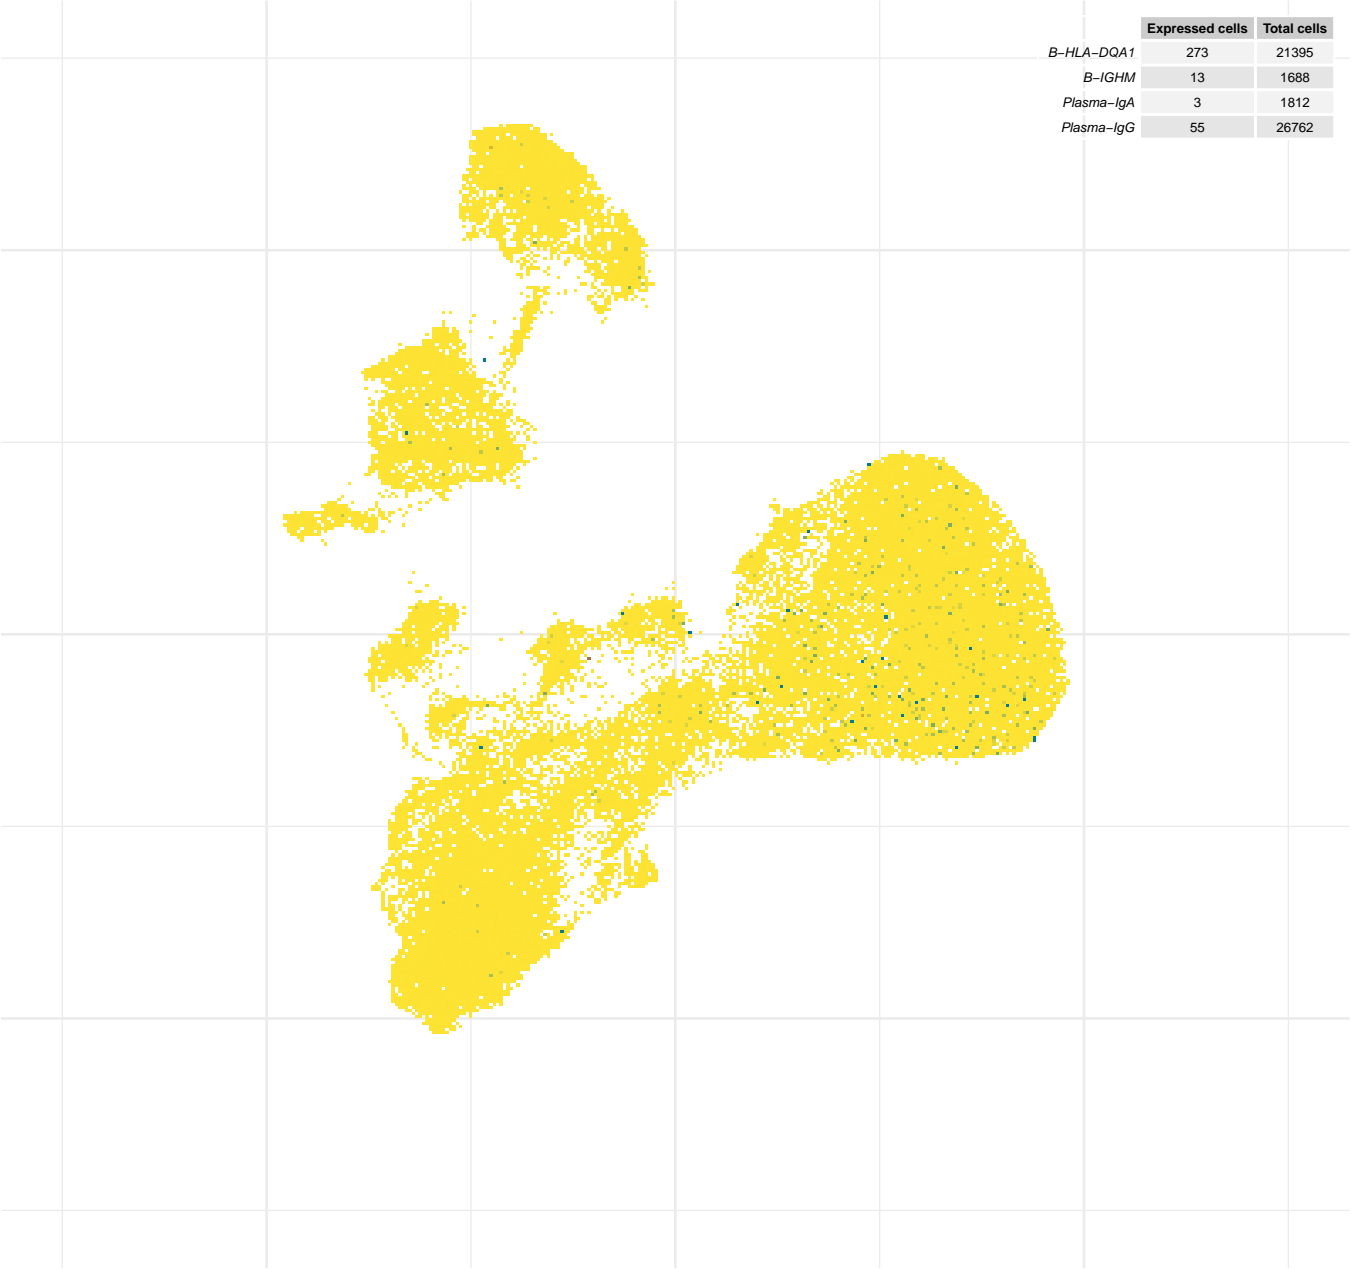 Expressed cells Total cells
B−HLA−DQA1 273 21395
B−IGHM 13 1688
Plasma−IgA 3 1812
Plasma−IgG 55 26762